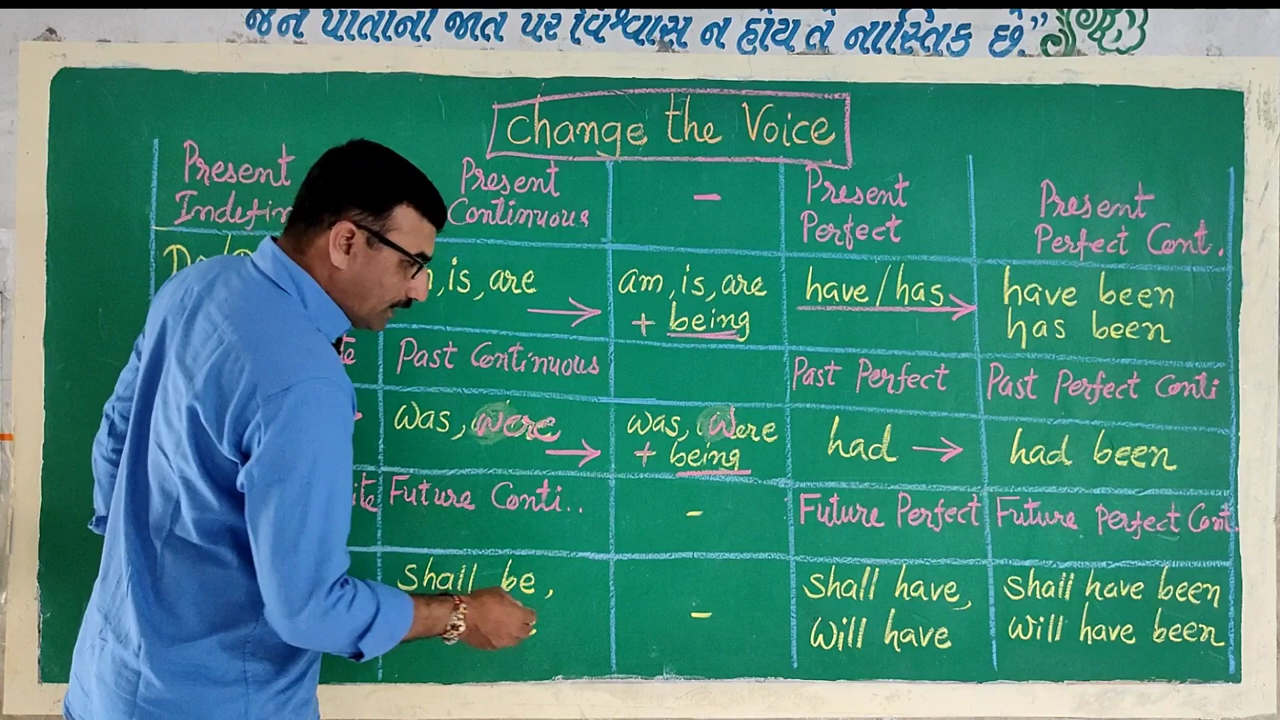 જેને પોતાની જાત પર વિશ્વાસ ન હોય તે નાસ્તિક છે."
Change the Voice
Present
Present
Continuous
-
Present
Perfect
Present
Perfect Cont.
is, are
am, is, are
+ being
have / has
have been
has been
Past Continuous
Past Perfect
Past Perfect Conti
was, were
was, were
+ being
had
had been
Future Conti..
-
Future Perfect
Future Perfect Cont.
Shall be,
-
Shall have,
Will have
Shall have been
Will have been